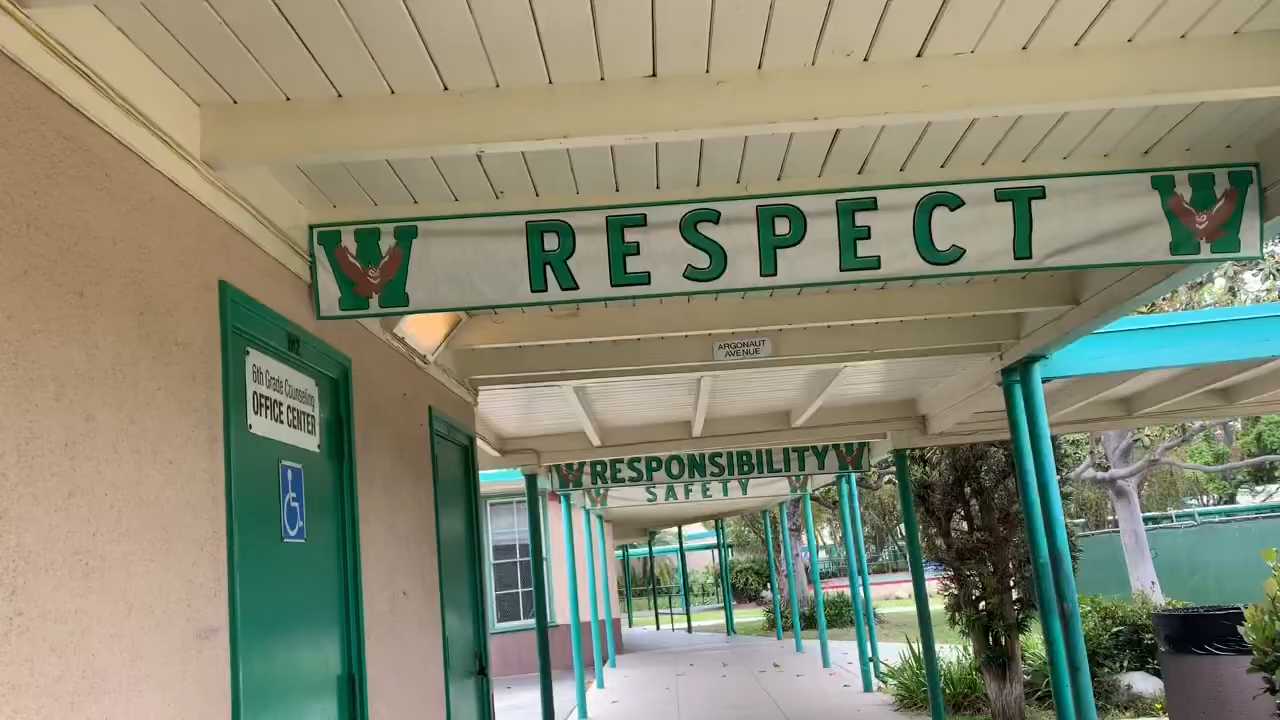 W RESPECT W
ARGONAUT
AVENUE
6th Grade Counseling
OFFICE CENTER
W RESPONSIBILITY W
SAFETY